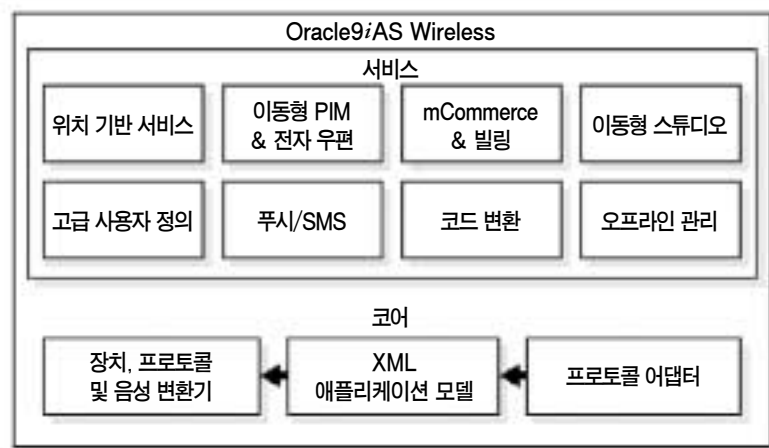 Oracle9iAS Wireless
서비스
위치 기반 서비스
이동형 PIM
& 전자 우편
mCommerce
& 빌링
이동형 스튜디오
고급 사용자 정의
푸시/SMS
코드 변환
오프라인 관리
코어
장치, 프로토콜
및 음성 변환기
XML
애플리케이션 모델
프로토콜 어댑터